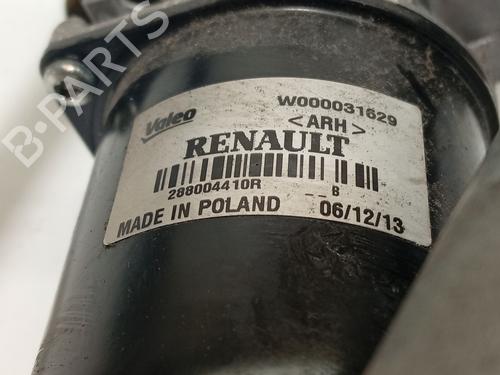 W000031629
Valeo
<ARH>
RENAULT
288004410R
B
MADE IN POLAND
06/12/13
B-PARTS